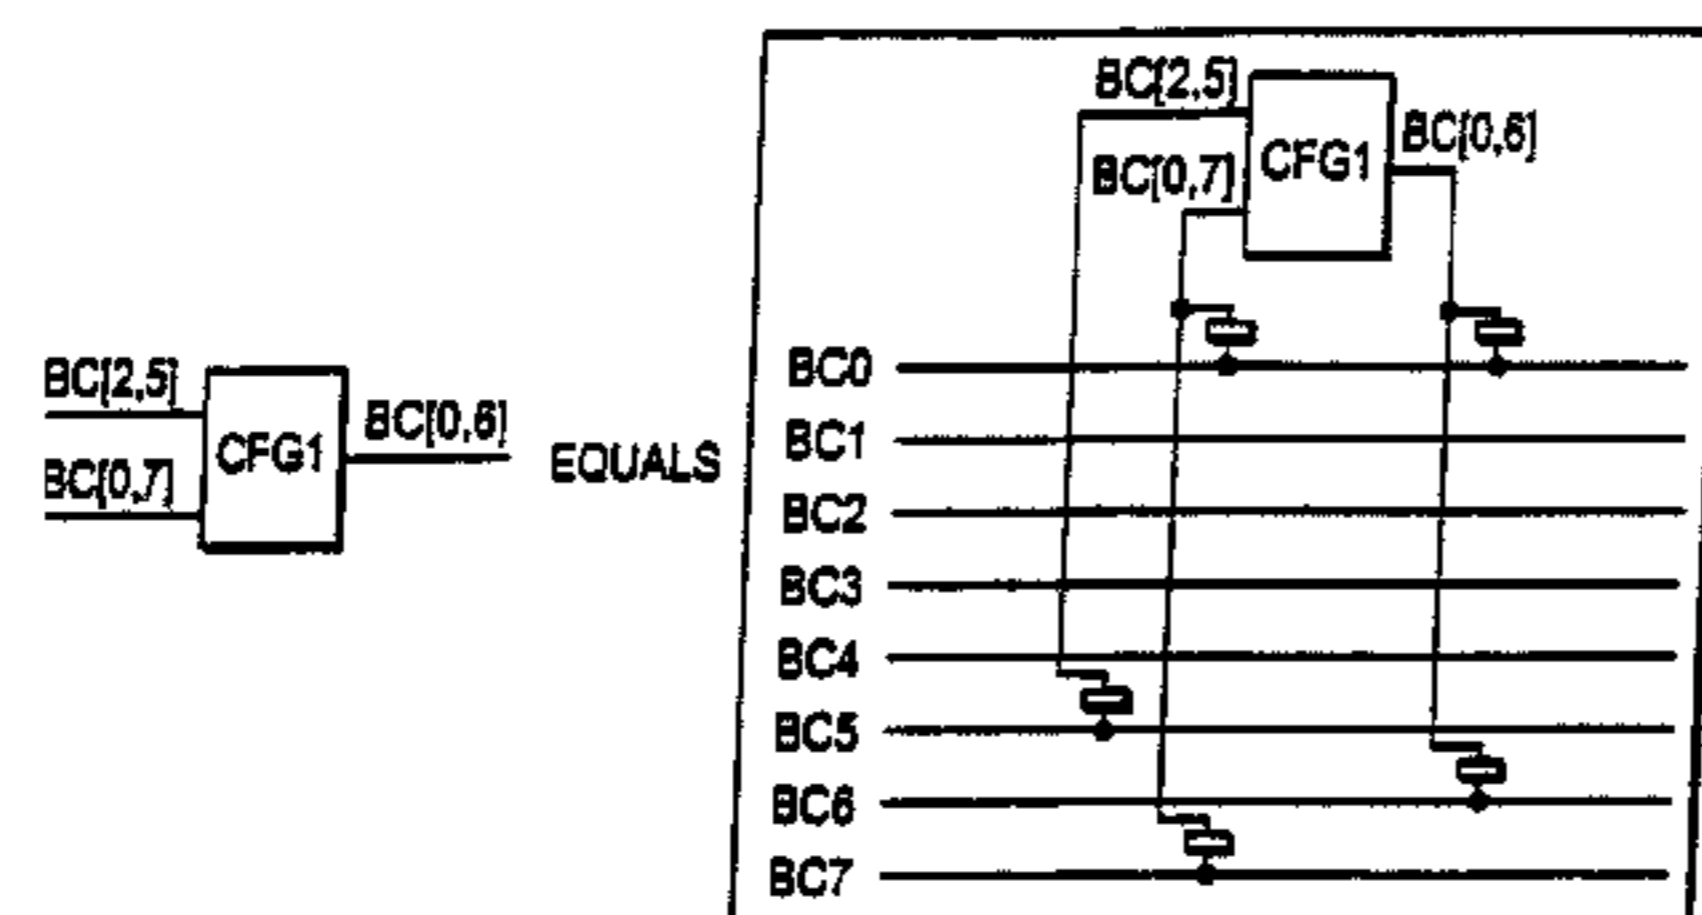 BC[2,5]
BC[0,7]
CFG1
BC[0,6]
EQUALS
BC[2,5]
BC[0,7]
CFG1
BC[0,6]
BC0
BC1
BC2
BC3
BC4
BC5
BC6
BC7